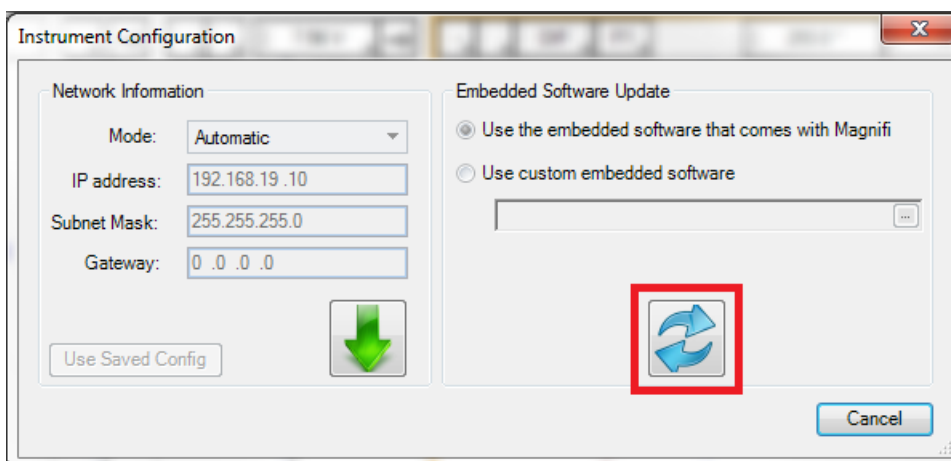 Instrument Configuration
Network Information
Mode:
Automatic
IP address:
192.168.19 .10
Subnet Mask:
255.255.255.0
Gateway:
0 .0 .0 .0
Use Saved Config
Embedded Software Update
Use the embedded software that comes with Magnifi
Use custom embedded software
...
Cancel